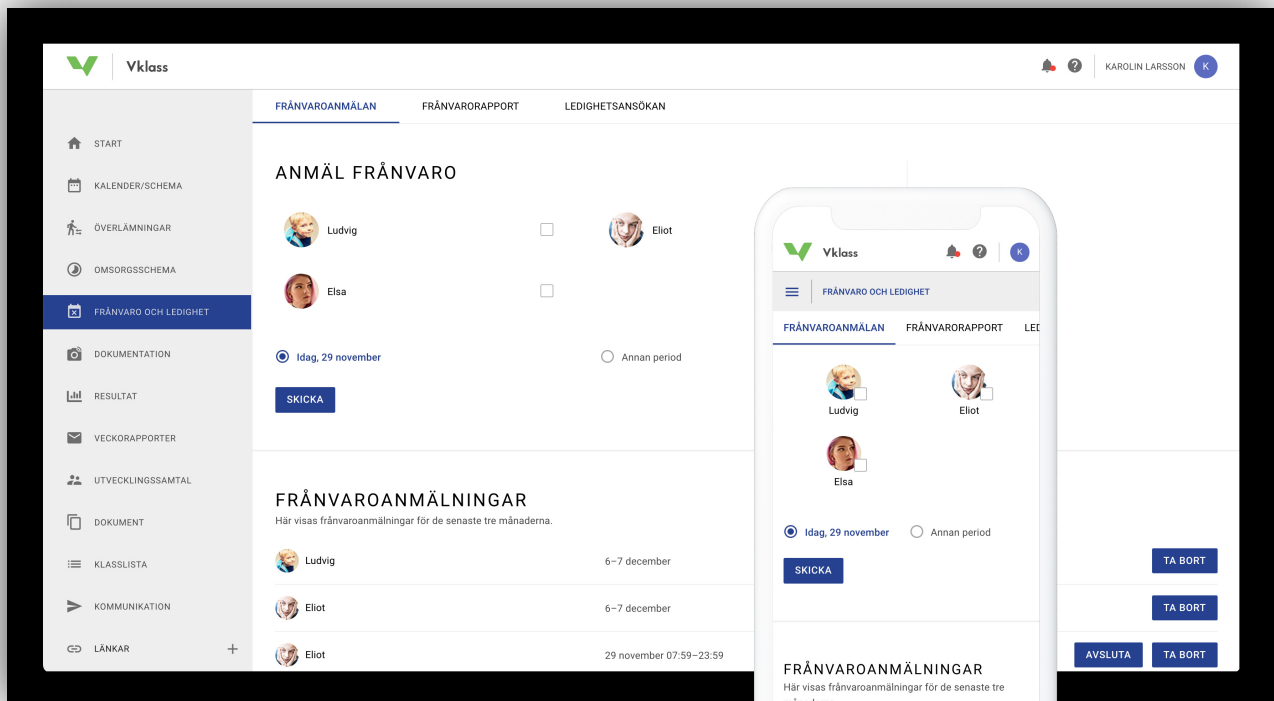 Vklass
KAROLIN LARSSON K
START
KALENDER/SCHEMA
ÖVERLÄMNINGAR
OMSORGSSCHEMA
FRÅNVARO OCH LEDIGHET
DOKUMENTATION
RESULTAT
VECKORAPPORTER
UTVECKLINGSSAMTAL
DOKUMENT
KLASSLISTA
KOMMUNIKATION
LÄNKAR +
FRÅNVAROANMÄLAN FRÅNVARORAPPORT LEDIGHETSANSÖKAN
ANMÄL FRÅNVARO
Ludvig Eliot
Elsa
Idag, 29 november Annan period
SKICKA
FRÅNVAROANMÄLNINGAR
Här visas frånvaroanmälningar för de senaste tre månaderna.
Ludvig 6–7 december TA BORT
Eliot 6–7 december TA BORT
Eliot 29 november 07:59–23:59 AVSLUTA TA BORT
Vklass K
FRÅNVARO OCH LEDIGHET
FRÅNVAROANMÄLAN FRÅNVARORAPPORT LED
Ludvig Eliot
Elsa
Idag, 29 november Annan period
SKICKA
FRÅNVAROANMÄLNINGAR
Här visas frånvaroanmälningar för de senaste tre